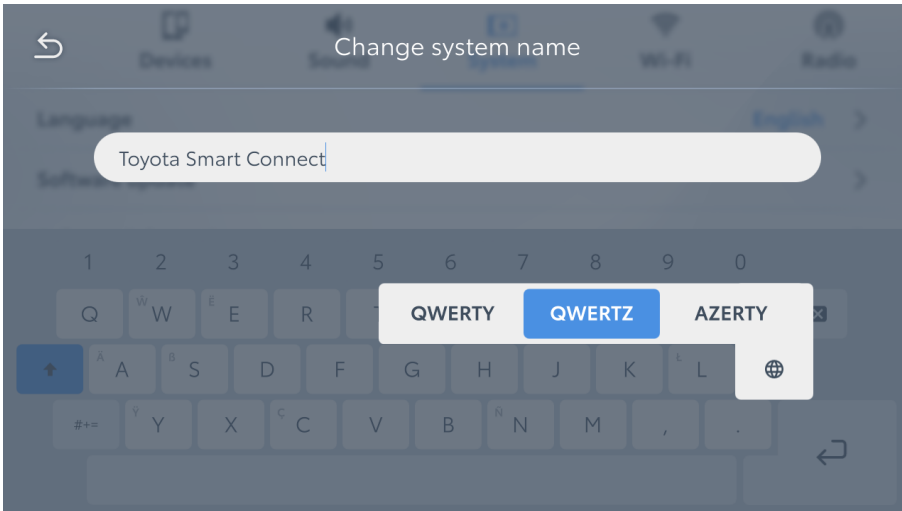 Devices Sound System Wi-Fi Radio
Change system name
Language English
Toyota Smart Connect
Software update
1 2 3 4 5 6 7 8 9 0
Q Ŵ W Ë E R
QWERTY QWERTZ AZERTY
Ä A S D F G H J K Ł L
#+= Ÿ Y X Ç C V B Ñ N M , .